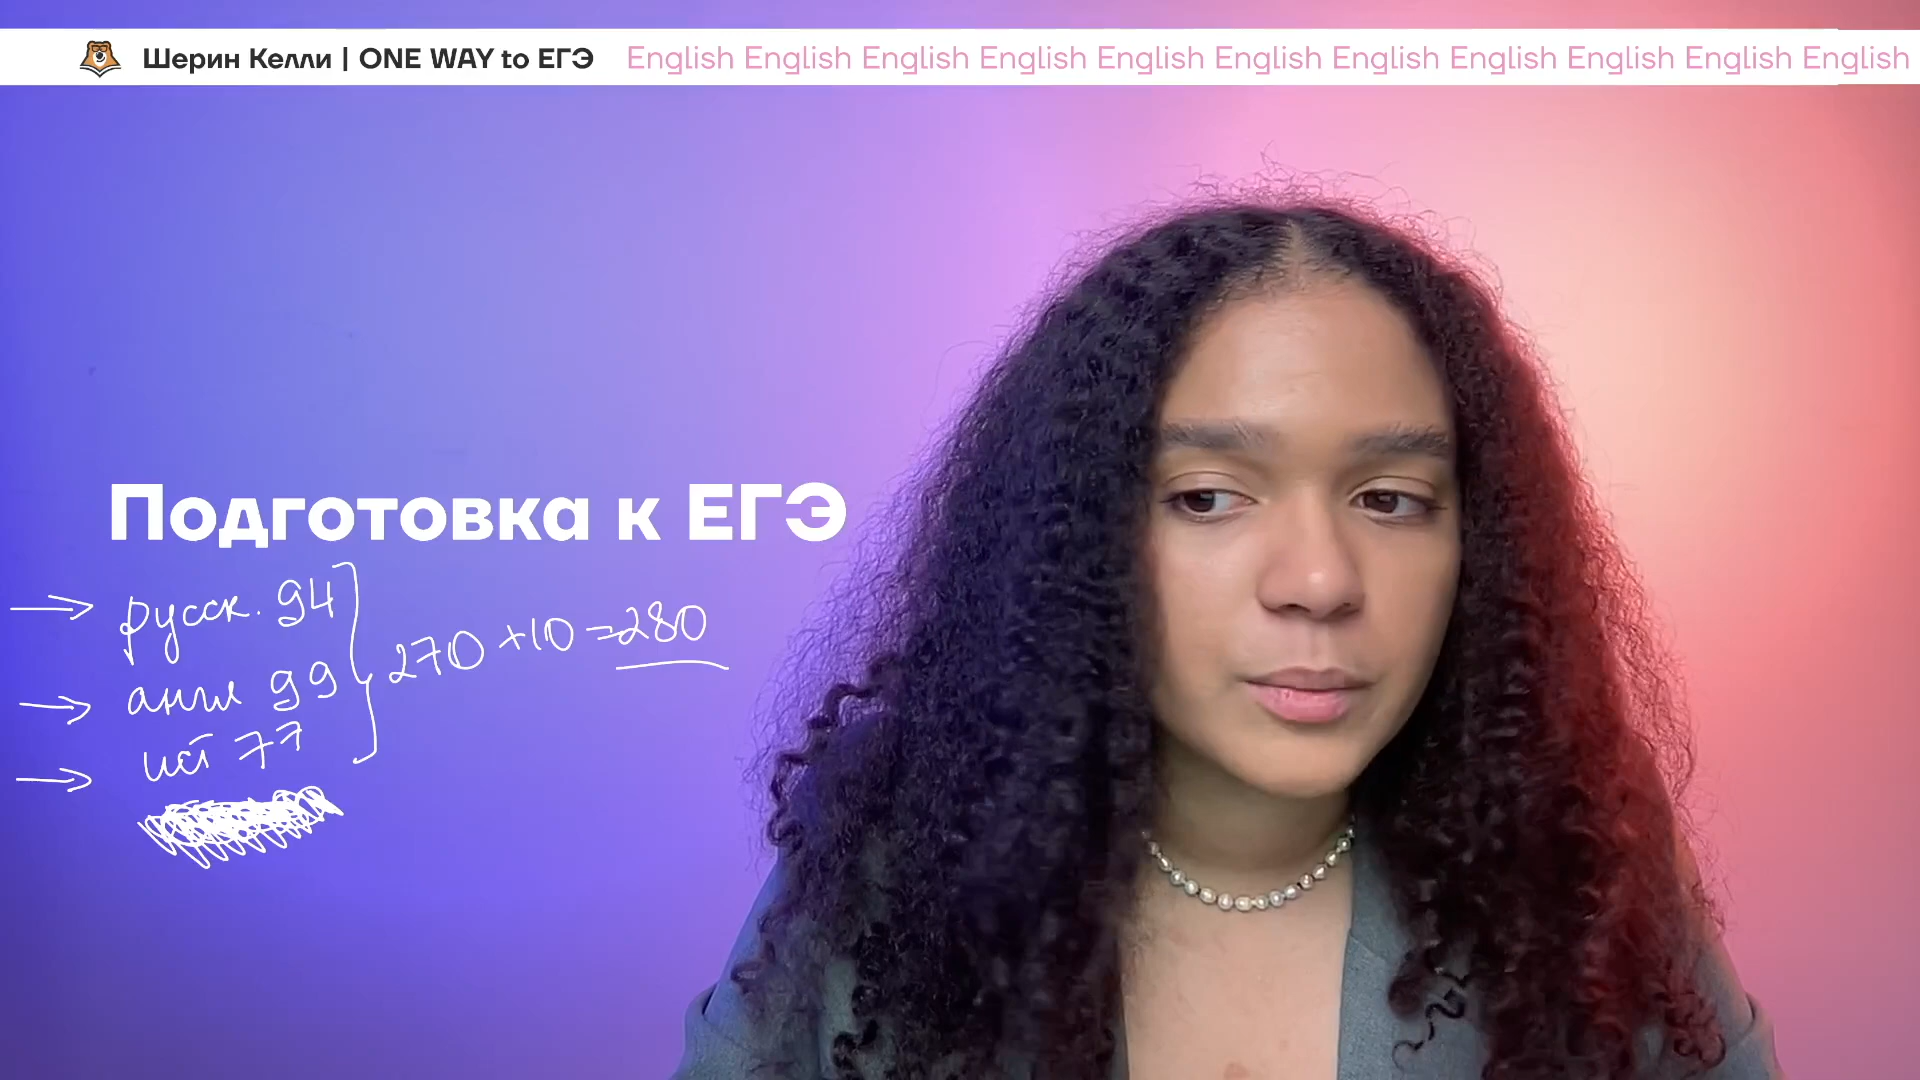 Шерин Келли | ONE WAY to ЕГЭ English English English English English English English English English English English
Подготовка к ЕГЭ
русск. 94
англ 99
ист 77
270 +10 = 280